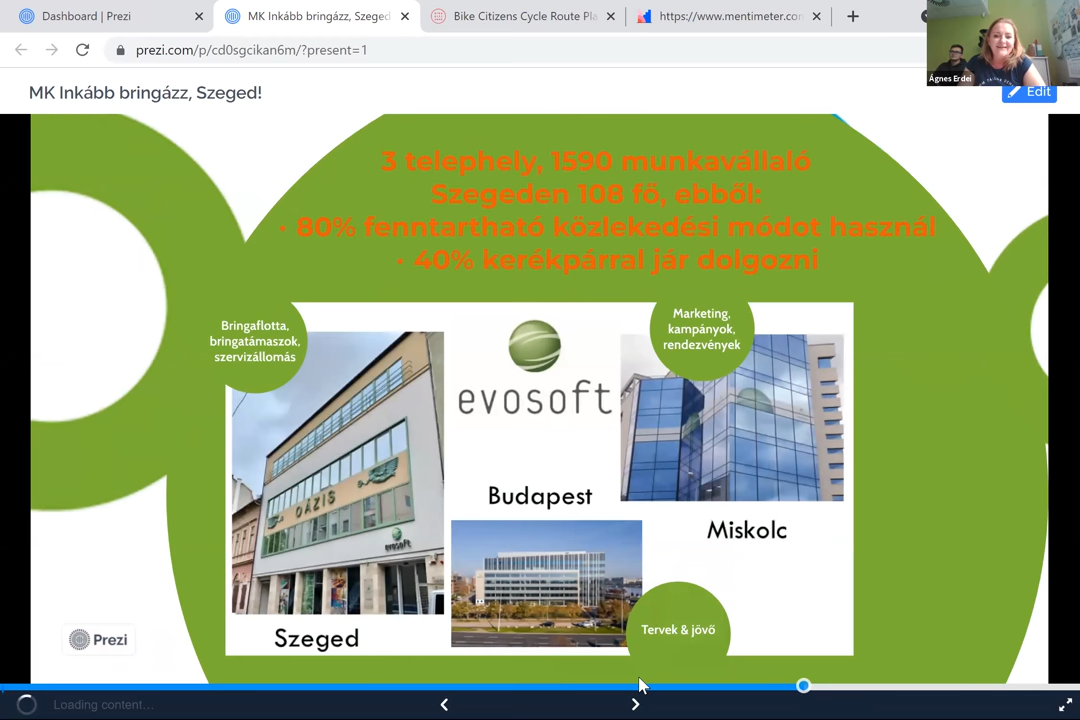 Dashboard | Prezi
MK Inkább bringázz, Szeged
Bike Citizens Cycle Route Pla
https://www.mentimeter.com
prezi.com/p/cd0sgcikan6m/?present=1
Ágnes Erdei
MK Inkább bringázz, Szeged!
Edit
3 telephely, 1590 munkavállaló
Szegeden 108 fő, ebből:
· 80% fenntartható közlekedési módot használ
· 40% kerékpárral jár dolgozni
Bringaflotta,
bringatámaszok,
szervizállomás
Marketing,
kampányok,
rendezvények
evosoft
OÁZIS
evosoft
Budapest
Miskolc
Szeged
Tervek & jövő
Prezi
Loading content...